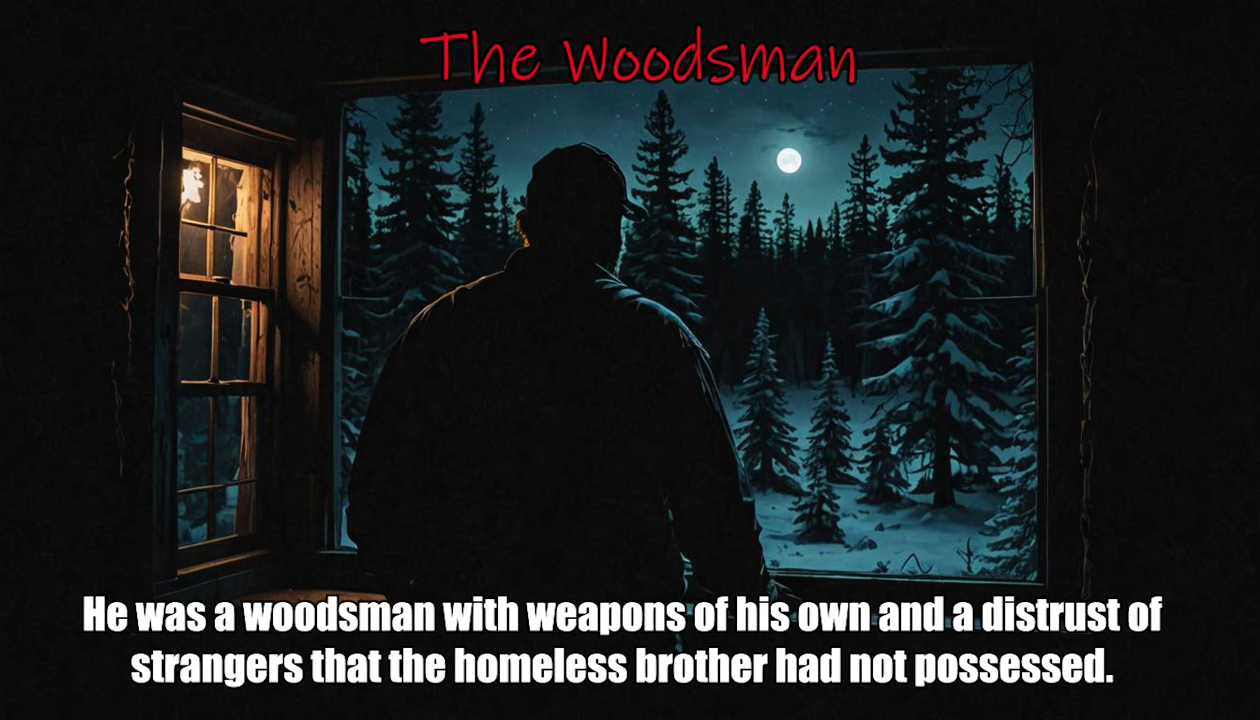 The Woodsman
He was a woodsman with weapons of his own and a distrust of
strangers that the homeless brother had not possessed.